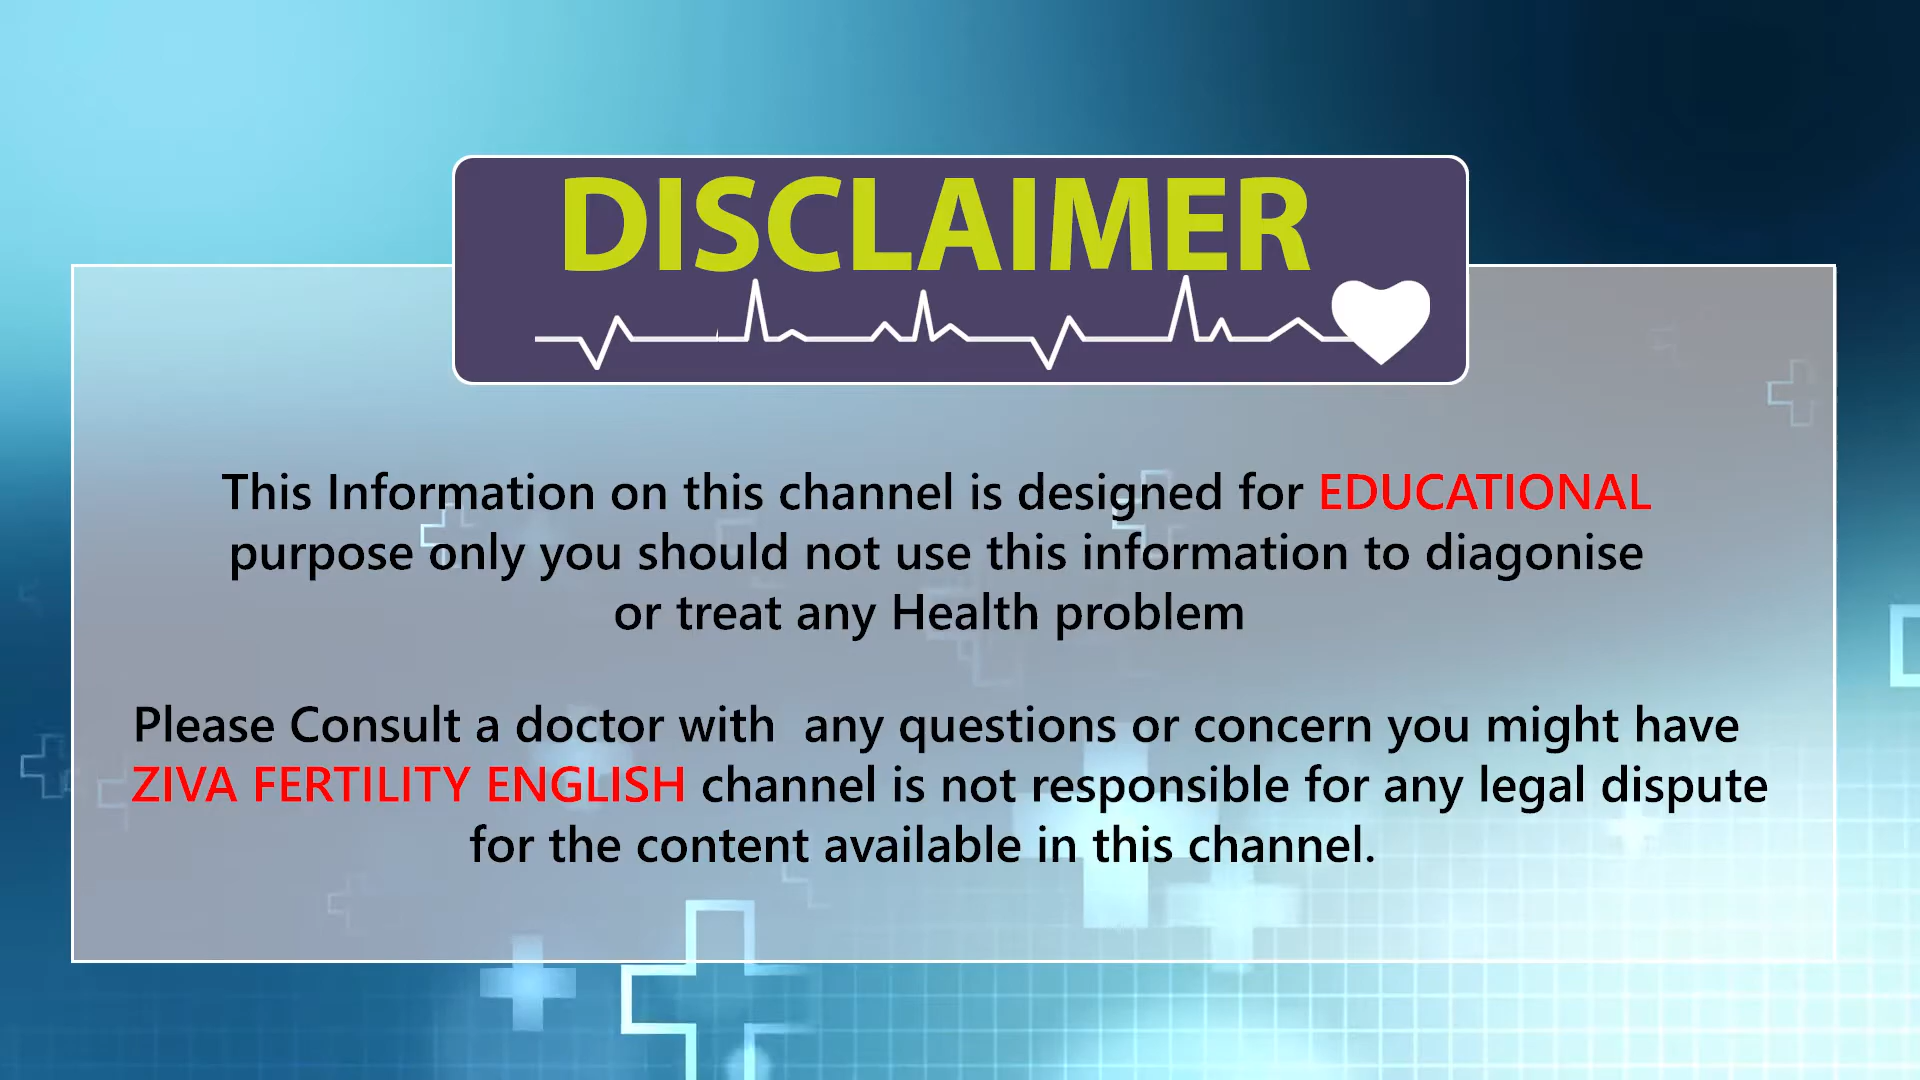 DISCLAIMER
This Information on this channel is designed for EDUCATIONAL
purpose only you should not use this information to diagonise
or treat any Health problem
Please Consult a doctor with  any questions or concern you might have
ZIVA FERTILITY ENGLISH channel is not responsible for any legal dispute
for the content available in this channel.